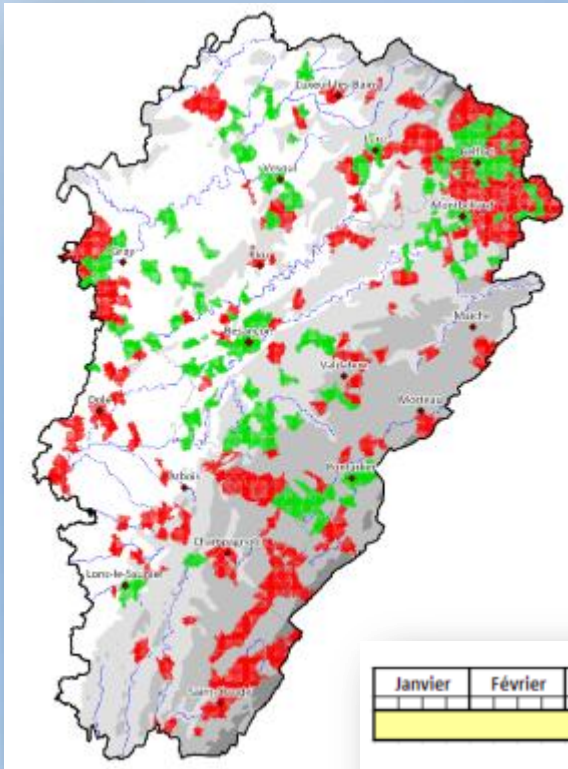 Luxeuil-les-Bains
Lure
Belfort
Vesoul
Montbéliard
Gray
Rioz
Maîche
Besançon
Valdahon
Dole
Morteau
Pontarlier
Arbois
Champagnole
Lons-le-Saunier
Saint-Claude
Janvier Février